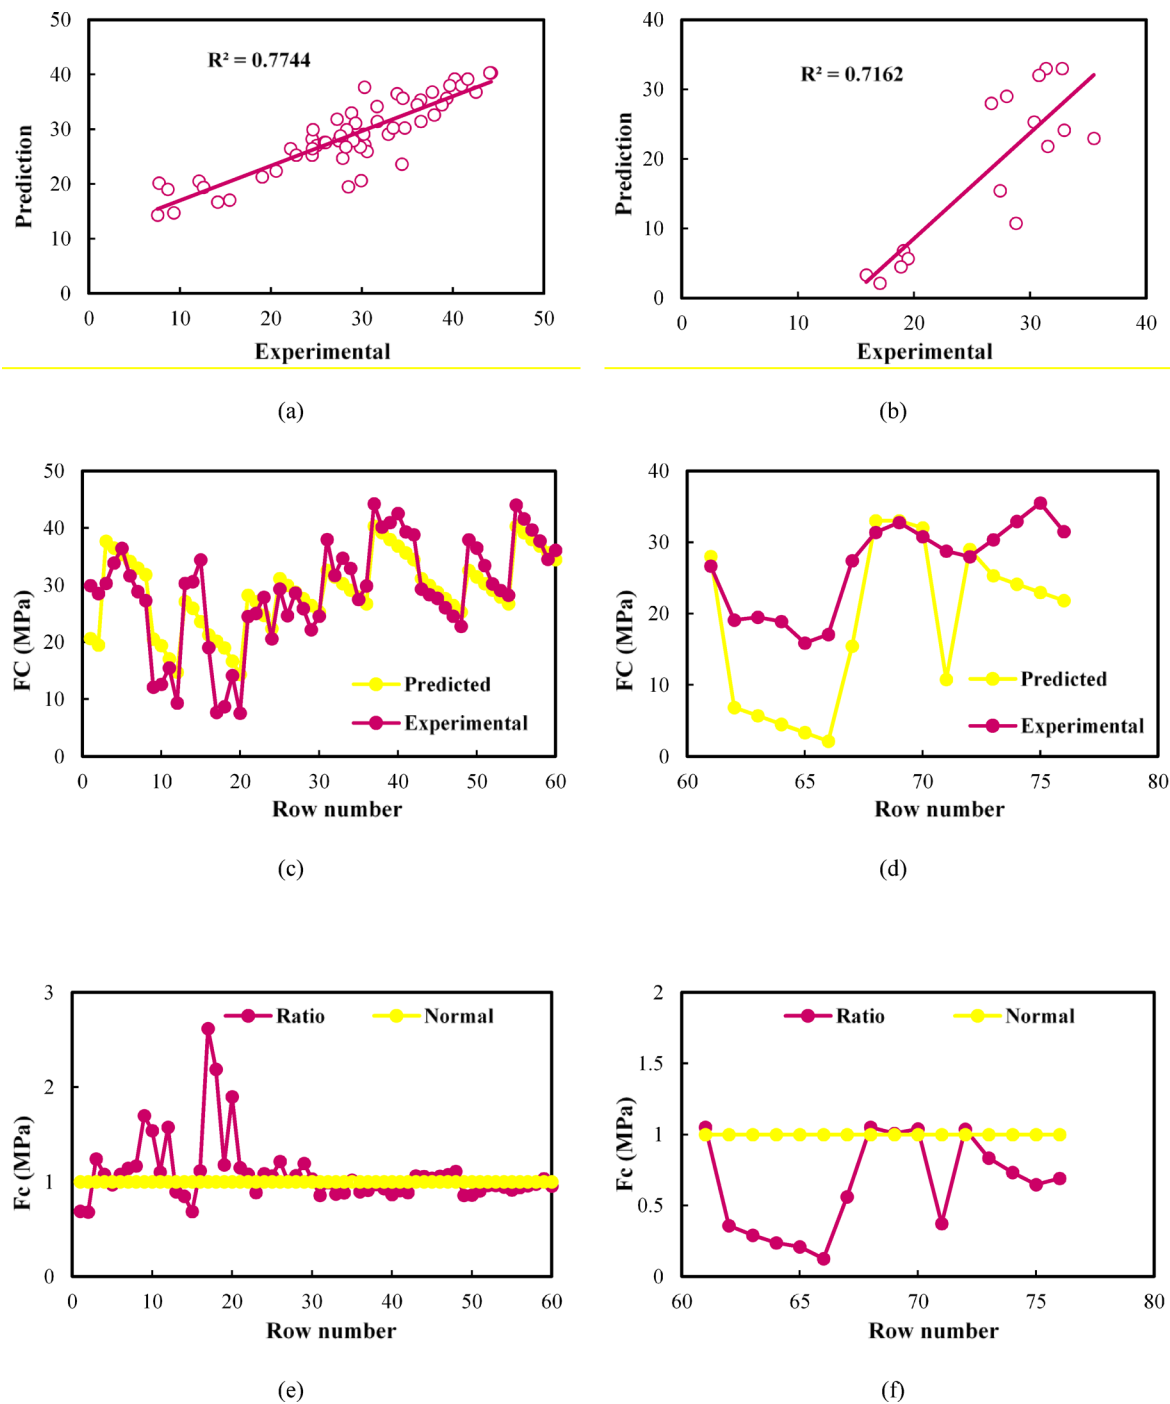 50
40
30
20
10
0
Prediction
R² = 0.7744
0 10 20 30 40 50
Experimental
(a)
40
30
20
10
0
Prediction
R² = 0.7162
0 10 20 30 40
Experimental
(b)
50
40
30
20
10
0
FC (MPa)
Predicted
Experimental
0 10 20 30 40 50 60
Row number
(c)
40
30
20
10
0
FC (MPa)
Predicted
Experimental
60 65 70 75 80
Row number
(d)
3
2
1
0
Fc (MPa)
Ratio Normal
0 10 20 30 40 50 60
Row number
(e)
2
1.5
1
0.5
0
Fc (MPa)
Ratio Normal
60 65 70 75 80
Row number
(f)